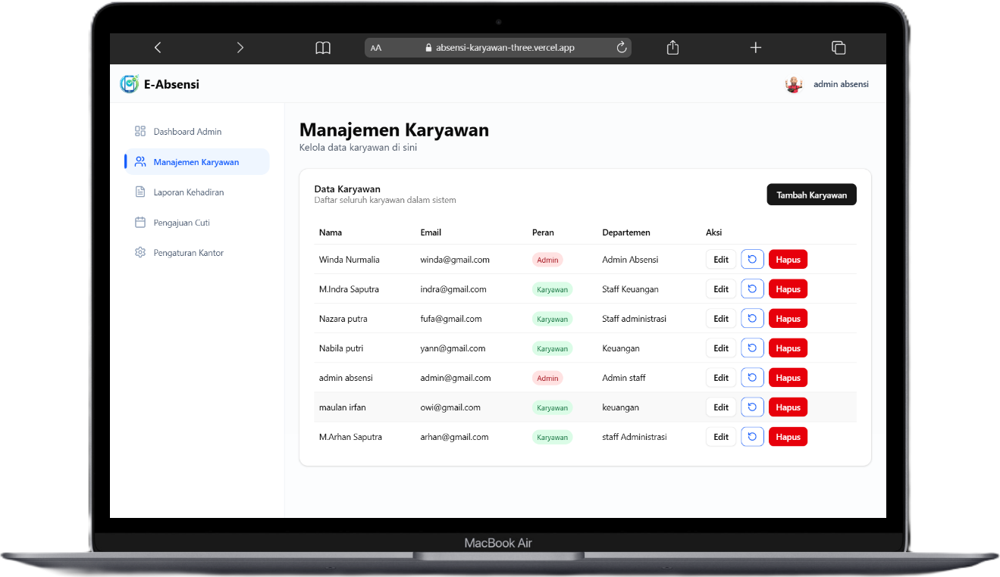 AA absensi-karyawan-three.vercel.app
E-Absensi
admin absensi
Dashboard Admin
Manajemen Karyawan
Laporan Kehadiran
Pengajuan Cuti
Pengaturan Kantor
Manajemen Karyawan
Kelola data karyawan di sini
Data Karyawan
Daftar seluruh karyawan dalam sistem
Tambah Karyawan
Nama Email Peran Departemen Aksi
Winda Nurmalia winda@gmail.com Admin Admin Absensi Edit Hapus
M.Indra Saputra indra@gmail.com Karyawan Staff Keuangan Edit Hapus
Nazara putra fufa@gmail.com Karyawan Staff administrasi Edit Hapus
Nabila putri yann@gmail.com Karyawan Keuangan Edit Hapus
admin absensi admin@gmail.com Admin Admin staff Edit Hapus
maulan irfan owi@gmail.com Karyawan keuangan Edit Hapus
M.Arhan Saputra arhan@gmail.com Karyawan staff Administrasi Edit Hapus
MacBook Air